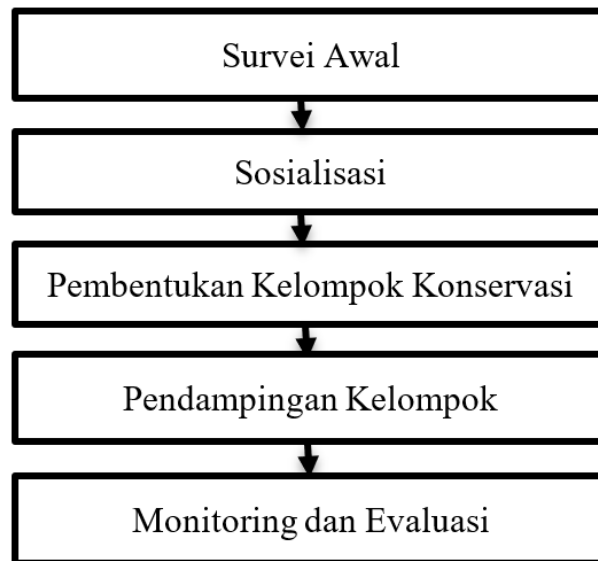 Survei Awal
Sosialisasi
Pembentukan Kelompok Konservasi
Pendampingan Kelompok
Monitoring dan Evaluasi